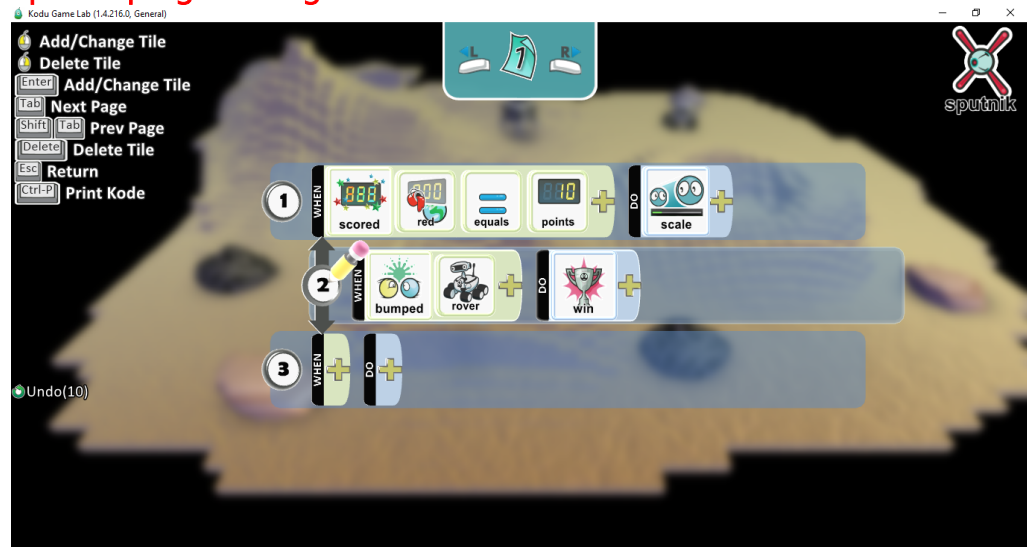 Kodu Game Lab (1.4.216.0, General)
Add/Change Tile
Delete Tile
Enter Add/Change Tile
Tab Next Page
Shift Tab Prev Page
Delete Delete Tile
Esc Return
Ctrl-P Print Kode
L 1 R
sputnik
1 WHEN scored red equals 10 points DO scale
2 WHEN bumped rover DO win
3 WHEN DO
Undo(10)